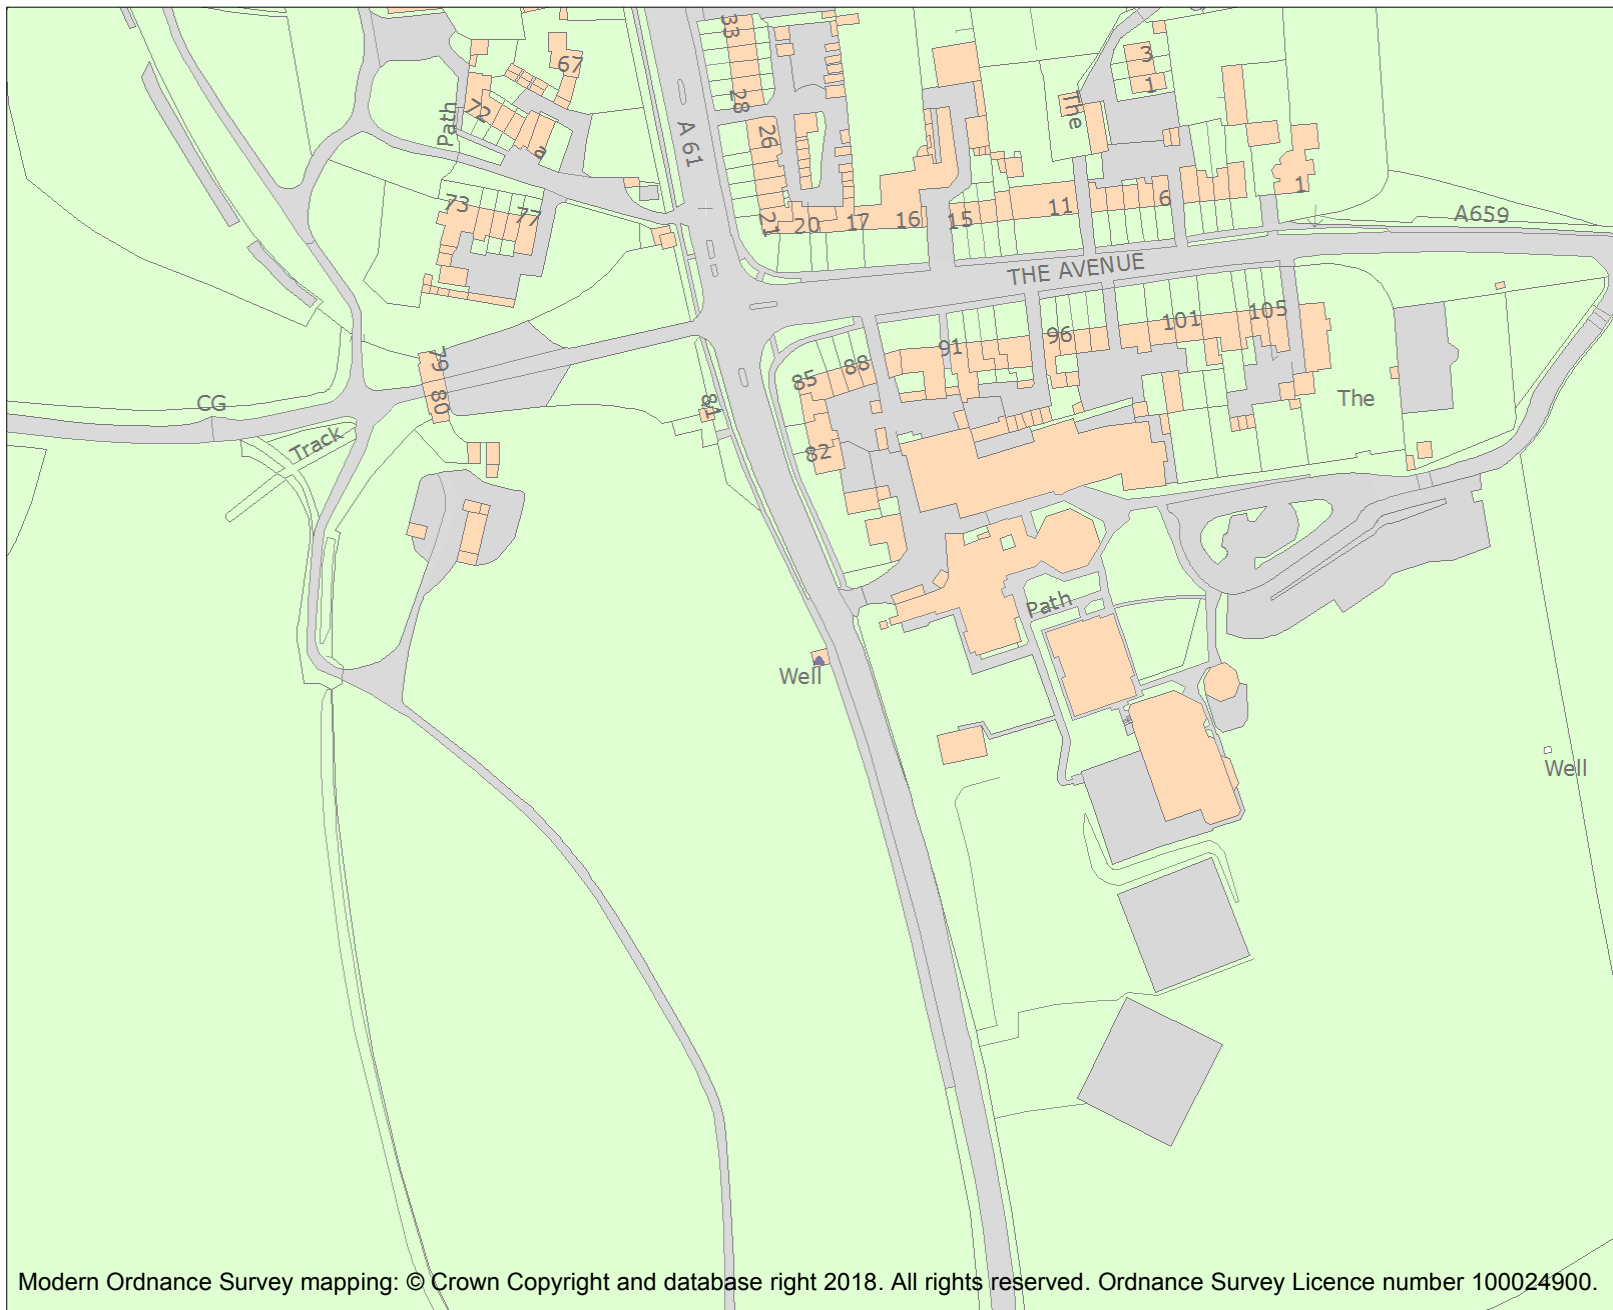 33
3
67
1
28
The
72
Path
26
A 61
8
1
6
73
77
11
A659
21
20
17
16
15
THE AVENUE
105
101
96
91
79
88
85
80
CG
81
The
Track
82
Path
Well
Well
Modern Ordnance Survey mapping: © Crown Copyright and database right 2018. All rights reserved. Ordnance Survey Licence number 100024900.